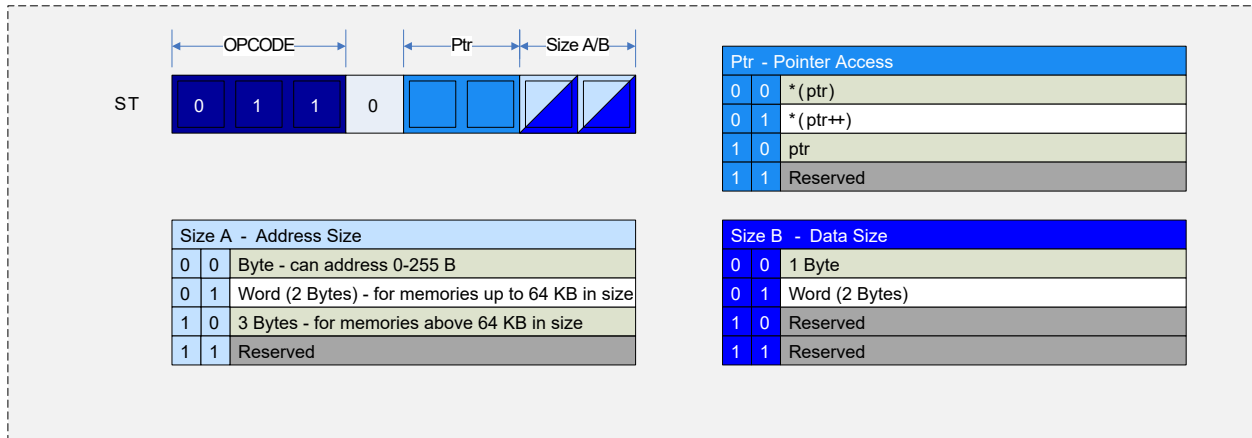 OPCODE Ptr Size A/B
ST 0 1 1 0
Ptr - Pointer Access
0 0 *(ptr)
0 1 *(ptr++)
1 0 ptr
1 1 Reserved
Size A - Address Size
0 0 Byte - can address 0-255 B
0 1 Word (2 Bytes) - for memories up to 64 KB in size
1 0 3 Bytes - for memories above 64 KB in size
1 1 Reserved
Size B - Data Size
0 0 1 Byte
0 1 Word (2 Bytes)
1 0 Reserved
1 1 Reserved